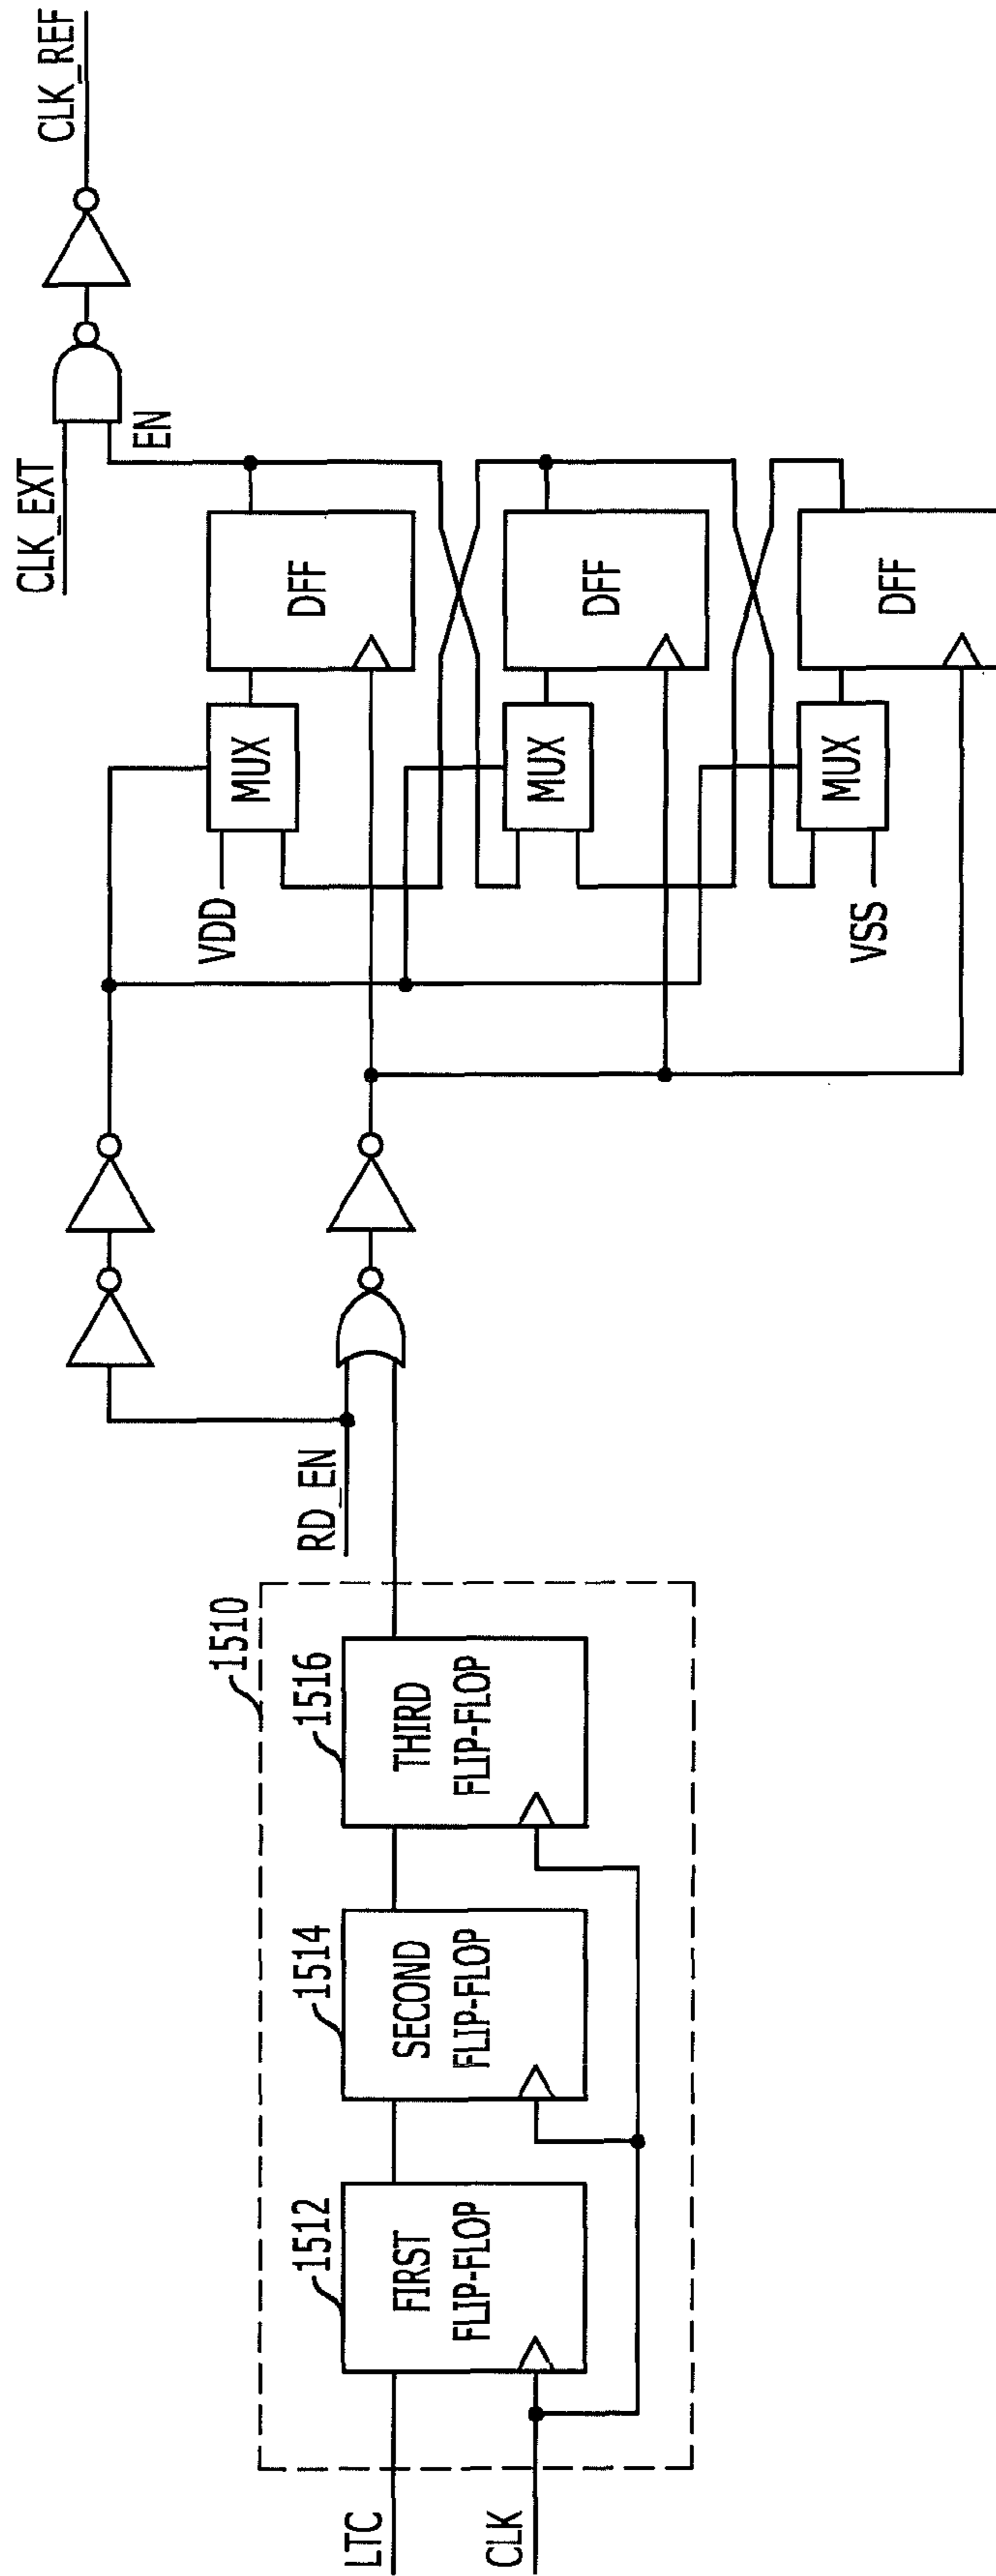 CLK_REF
CLK_EXT
EN
DFF
DFF
DFF
MUX
MUX
MUX
VDD
VSS
RD_EN
1510
1516
THIRD
FLIP-FLOP
1514
SECOND
FLIP-FLOP
1512
FIRST
FLIP-FLOP
LTC
CLK